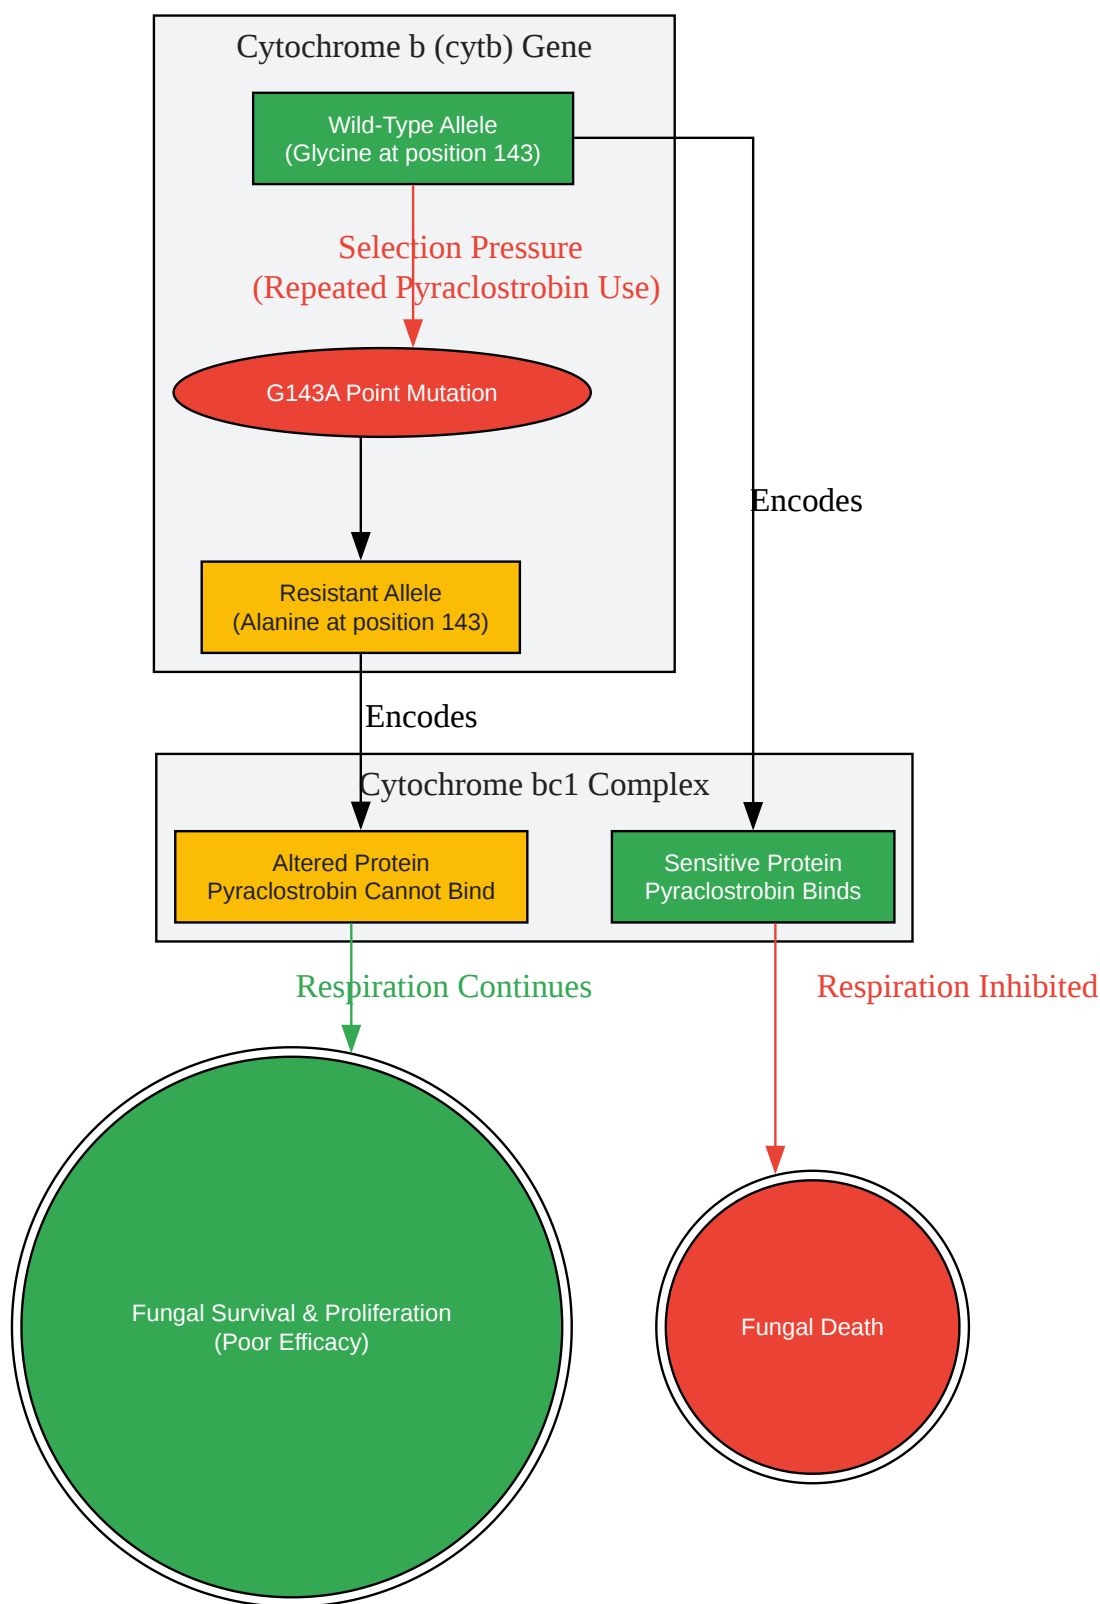 Cytochrome b (cytb) Gene
Wild-Type Allele
(Glycine at position 143)
Selection Pressure
(Repeated Pyraclostrobin Use)
G143A Point Mutation
Encodes
Resistant Allele
(Alanine at position 143)
Encodes
Cytochrome bc1 Complex
Altered Protein
Pyraclostrobin Cannot Bind
Sensitive Protein
Pyraclostrobin Binds
Respiration Continues
Respiration Inhibited
Fungal Survival & Proliferation
(Poor Efficacy)
Fungal Death